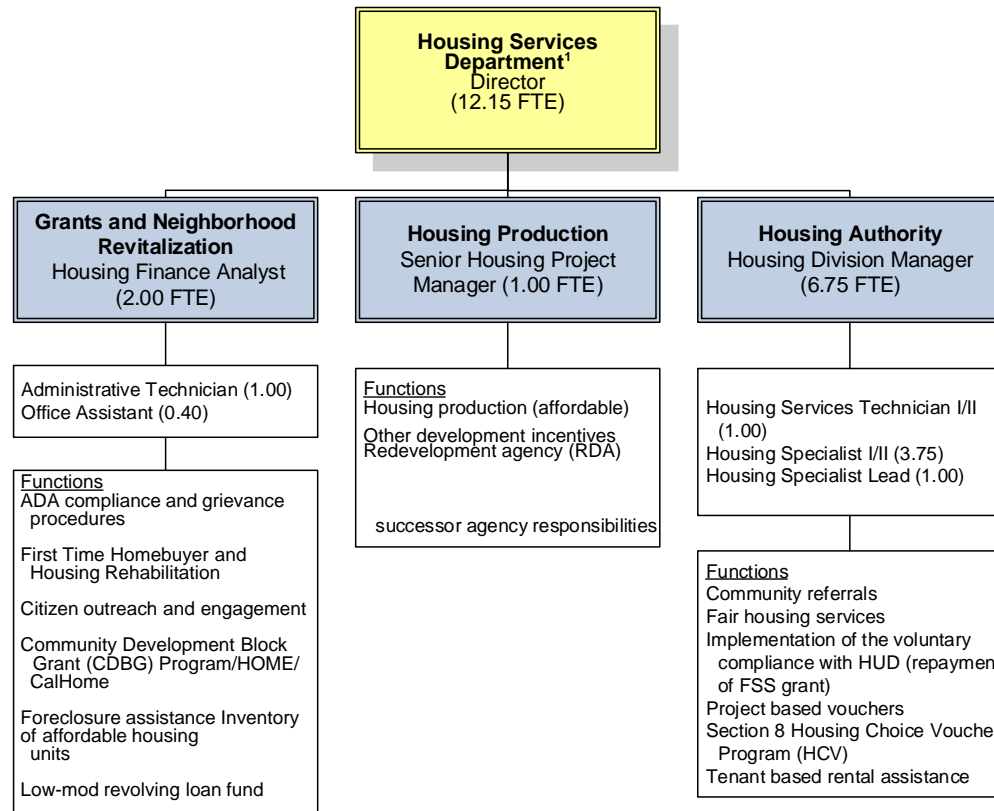 Housing Services
Department¹
Director
(12.15 FTE)
Grants and Neighborhood
Revitalization
Housing Finance Analyst
(2.00 FTE)
Administrative Technician (1.00)
Office Assistant (0.40)
Functions
ADA compliance and grievance
procedures
First Time Homebuyer and
Housing Rehabilitation
Citizen outreach and engagement
Community Development Block
Grant (CDBG) Program/HOME/
CalHome
Foreclosure assistance Inventory
of affordable housing
units
Low-mod revolving loan fund
Housing Production
Senior Housing Project
Manager (1.00 FTE)
Functions
Housing production (affordable)
Other development incentives
Redevelopment agency (RDA)
successor agency responsibilities
Housing Authority
Housing Division Manager
(6.75 FTE)
Housing Services Technician I/II
(1.00)
Housing Specialist I/II (3.75)
Housing Specialist Lead (1.00)
Functions
Community referrals
Fair housing services
Implementation of the voluntary
compliance with HUD (repaymen
of FSS grant)
Project based vouchers
Section 8 Housing Choice Vouche
Program (HCV)
Tenant based rental assistance